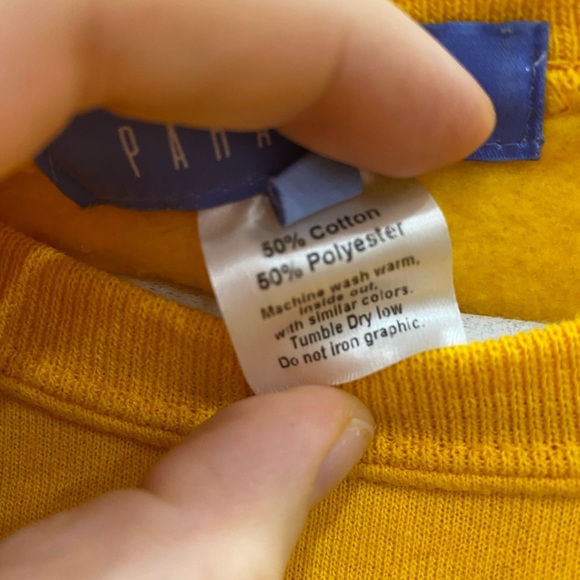 PARK
50% Cotton
50% Polyester
Machine wash warm,
inside out,
with similar colors.
Tumble Dry low
Do not iron graphic.